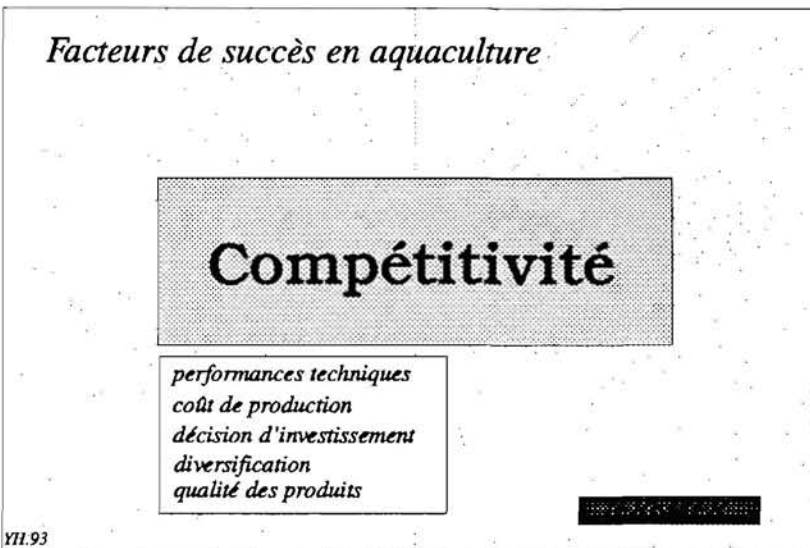 Facteurs de succès en aquaculture
Compétitivité
performances techniques
coût de production
décision d'investissement
diversification
qualité des produits
YH.93